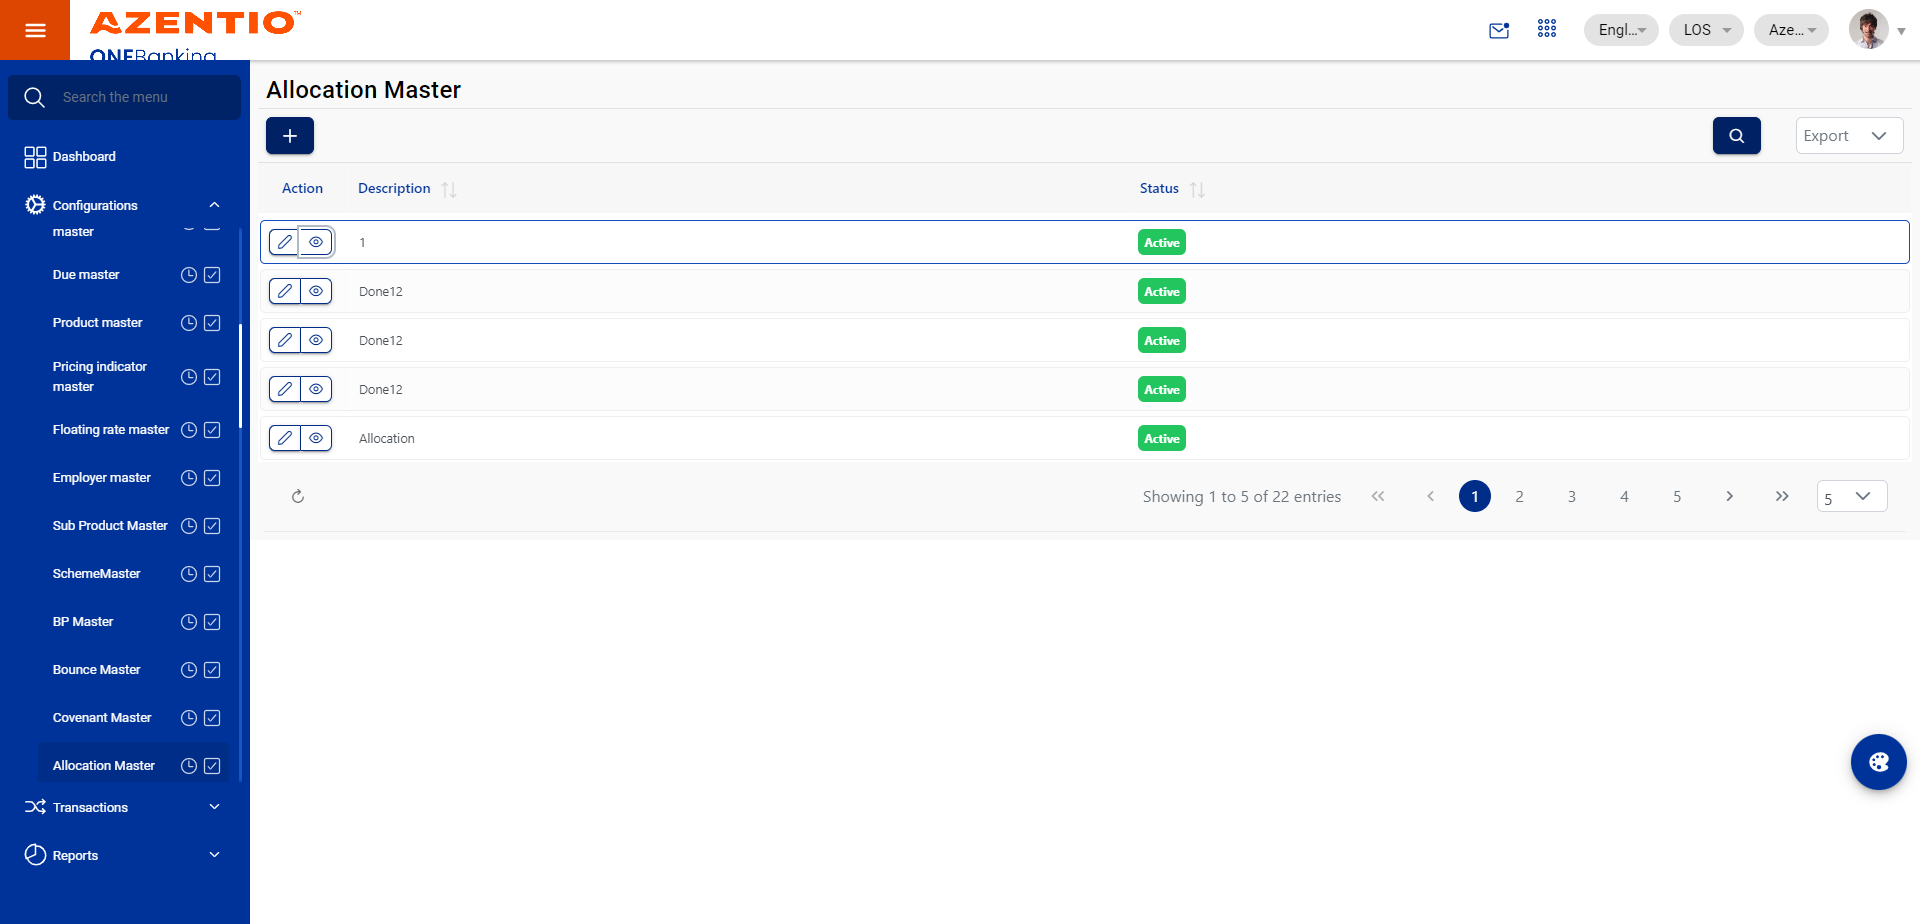 AZENTIO™
ONEBanking
Engl...
LOS
Aze...
Search the menu
Dashboard
Configurations
master
Due master
Product master
Pricing indicator
master
Floating rate master
Employer master
Sub Product Master
SchemeMaster
BP Master
Bounce Master
Covenant Master
Allocation Master
Transactions
Reports
Allocation Master
Export
Action Description Status
1 Active
Done12 Active
Done12 Active
Done12 Active
Allocation Active
Showing 1 to 5 of 22 entries 1 2 3 4 5 5